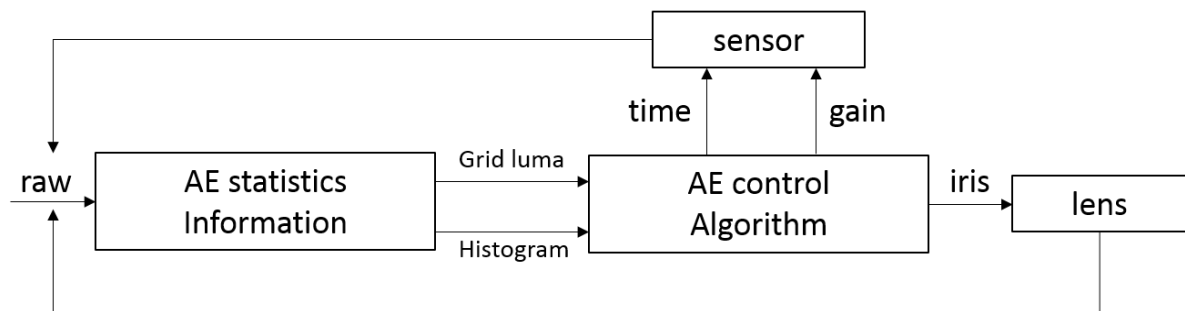 sensor
time
gain
raw
AE statistics
Information
Grid luma
Histogram
AE control
Algorithm
iris
lens